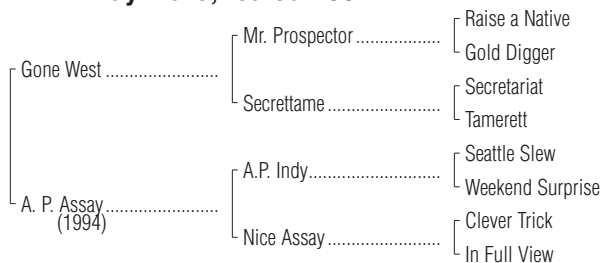 Raise a Native
Mr. Prospector
Gold Digger
Gone West
Secretariat
Secrettame
Tamerett
Seattle Slew
A.P. Indy
Weekend Surprise
A. P. Assay
(1994)
Clever Trick
Nice Assay
In Full View